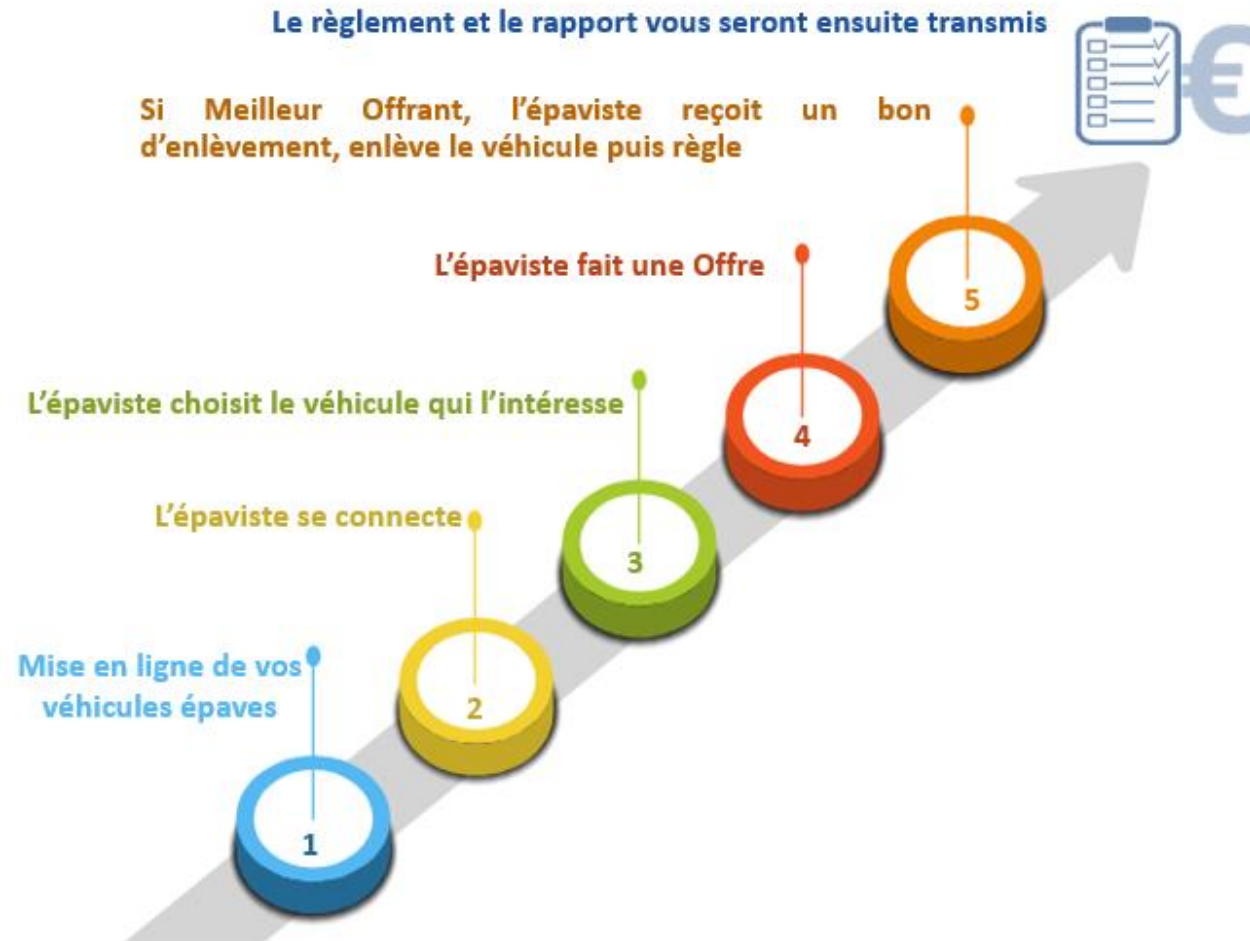 Le règlement et le rapport vous seront ensuite transmis
€
Si Meilleur Offrant, l'épaviste reçoit un bon
d'enlèvement, enlève le véhicule puis règle
5
L'épaviste fait une Offre
4
L'épaviste choisit le véhicule qui l'intéresse
3
L'épaviste se connecte
2
Mise en ligne de vos
véhicules épaves
1